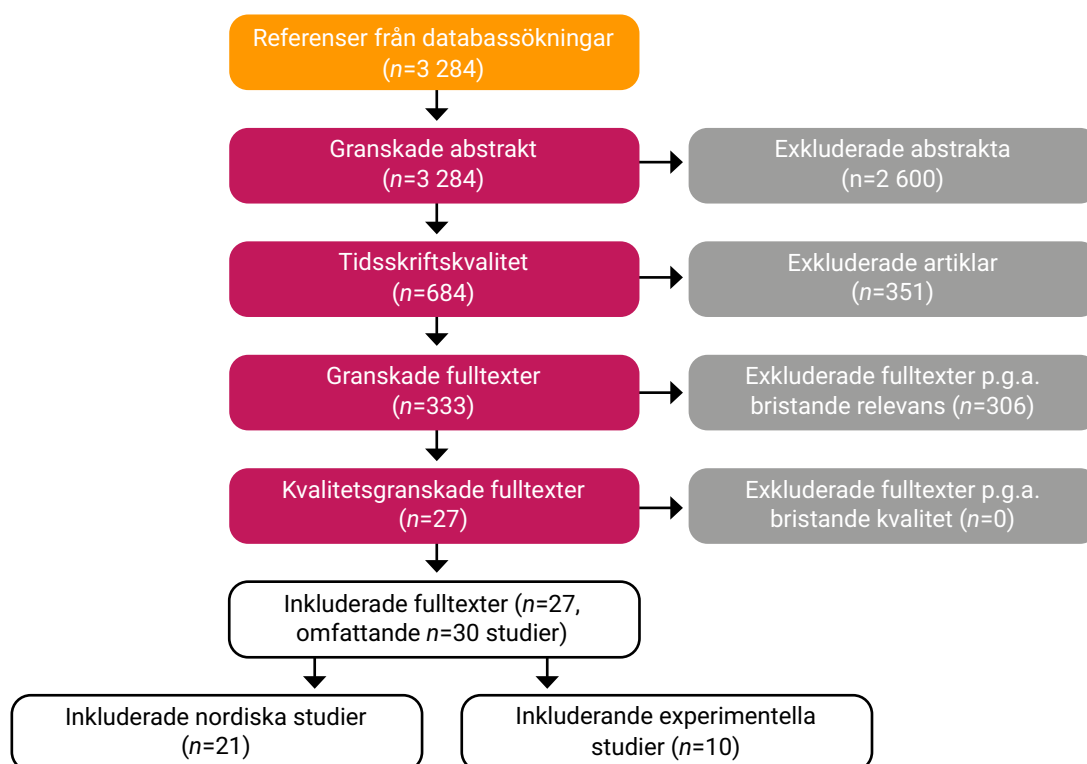 Referenser från databassökningar
(n=3 284)
Granskade abstrakt
(n=3 284)
Exkluderade abstrakta
(n=2 600)
Tidsskriftskvalitet
(n=684)
Exkluderade artiklar
(n=351)
Granskade fulltexter
(n=333)
Exkluderade fulltexter p.g.a.
bristande relevans (n=306)
Kvalitetsgranskade fulltexter
(n=27)
Exkluderade fulltexter p.g.a.
bristande kvalitet (n=0)
Inkluderade fulltexter (n=27,
omfattande n=30 studier)
Inkluderade nordiska studier
(n=21)
Inkluderande experimentella
studier (n=10)